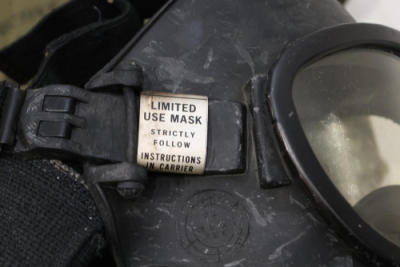 LIMITED
USE MASK
STRICTLY
FOLLOW
INSTRUCTIONS
IN CARRIER